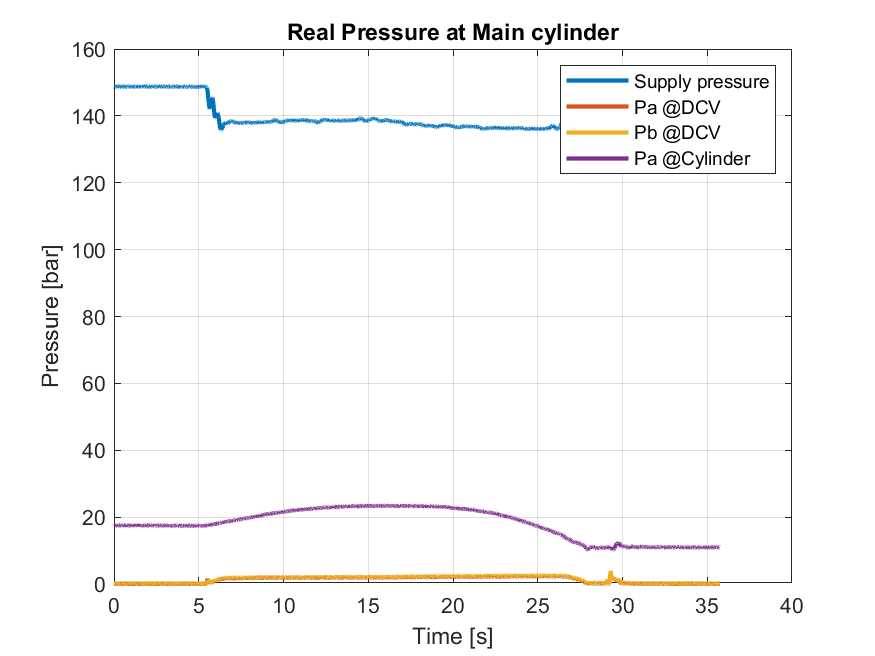 Real Pressure at Main cylinder
160
140
120
100
80
60
40
20
0
Pressure [bar]
Supply pressure
Pa @DCV
Pb @DCV
Pa @Cylinder
0 5 10 15 20 25 30 35 40
Time [s]